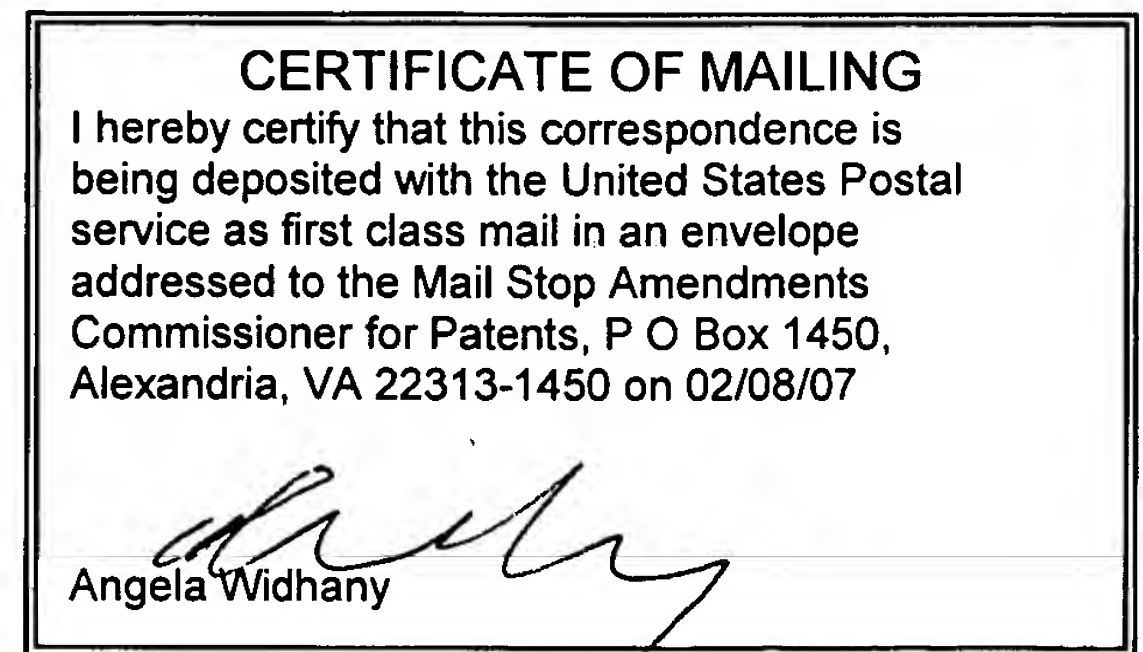 CERTIFICATE OF MAILING
I hereby certify that this correspondence is
being deposited with the United States Postal
service as first class mail in an envelope
addressed to the Mail Stop Amendments
Commissioner for Patents, P O Box 1450,
Alexandria, VA 22313-1450 on 02/08/07
Angela Widhany